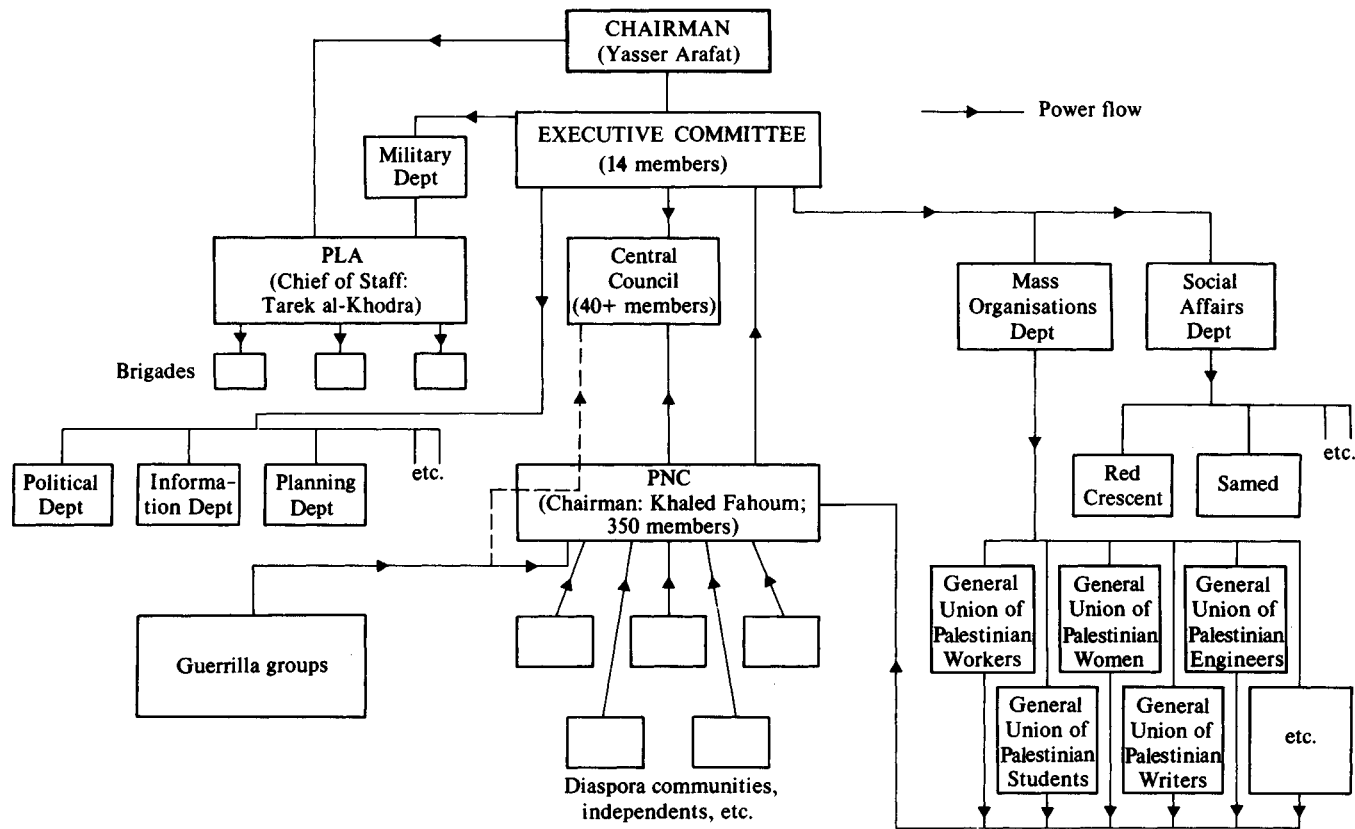 CHAIRMAN
(Yasser Arafat)
Power flow
EXECUTIVE COMMITTEE
(14 members)
Military
Dept
PLA
(Chief of Staff:
Tarek al-Khodra)
Central
Council
(40+ members)
Mass
Organisations
Dept
Social
Affairs
Dept
Brigades
Political
Dept
Informa-
tion Dept
Planning
Dept
etc.
PNC
(Chairman: Khaled Fahoum;
350 members)
Red
Crescent
Samed
etc.
Guerrilla groups
General
Union of
Palestinian
Workers
General
Union of
Palestinian
Women
General
Union of
Palestinian
Engineers
General
Union of
Palestinian
Students
General
Union of
Palestinian
Writers
etc.
Diaspora communities,
independents, etc.